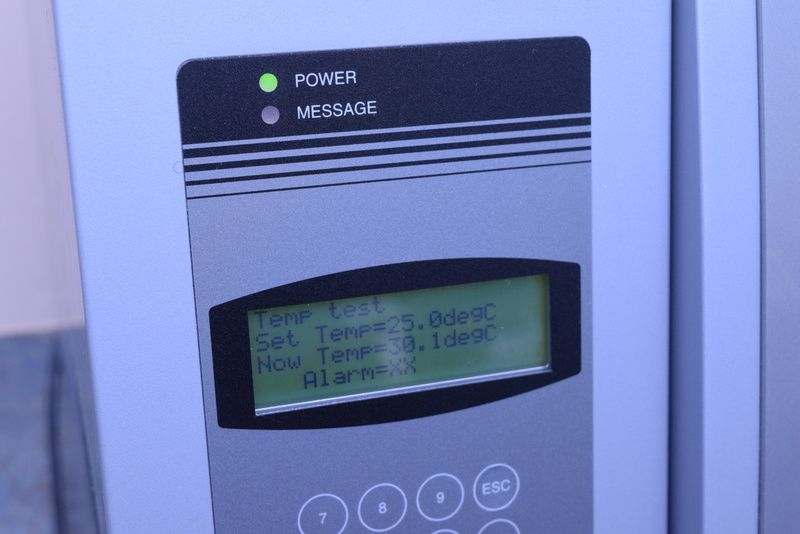 POWER
MESSAGE
Temp test
Set Temp=25.0degC
Now Temp=30.1degC
Alarm=XX
7 8 9 ESC